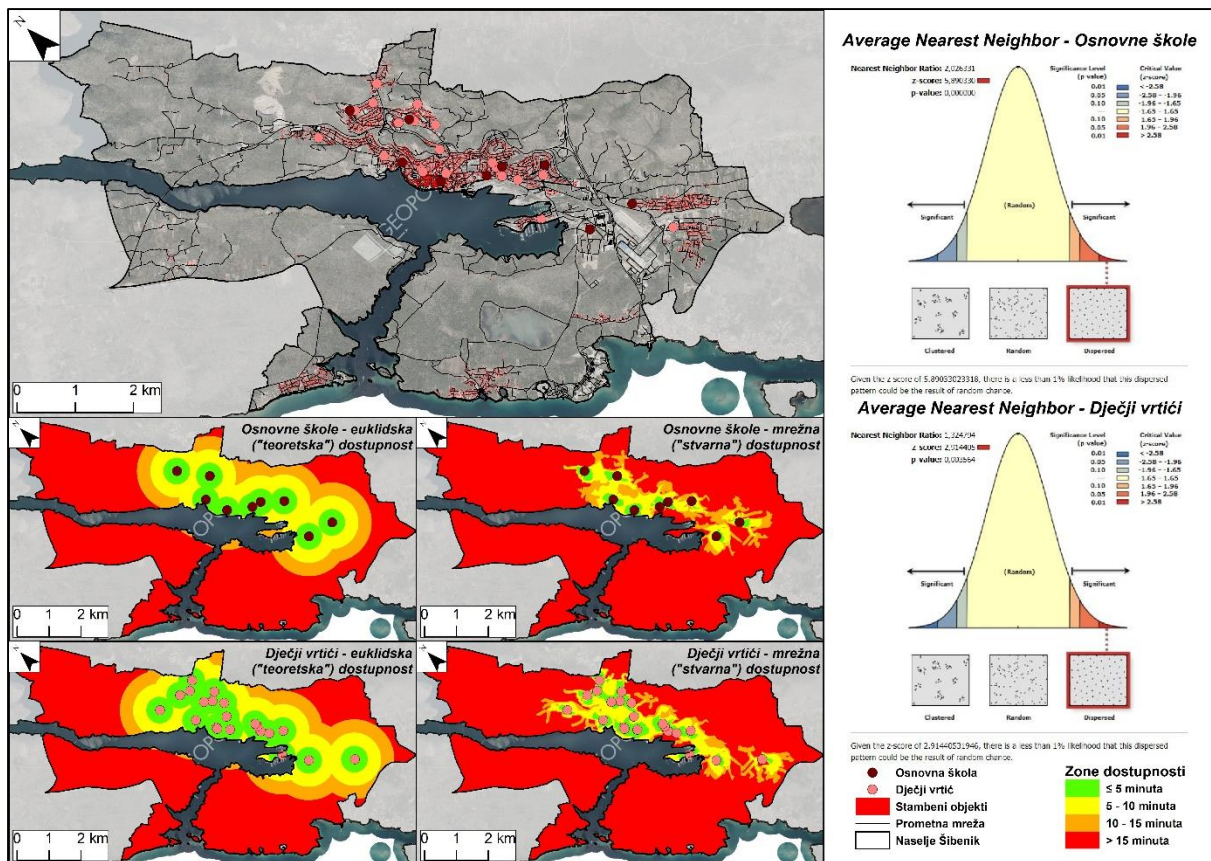 N
GEOPO
0 1 2 km
Average Nearest Neighbor - Osnovne škole
Nearest Neighbor Ratio: 2,026331
z-score: 5,890330
p-value: 0,000000
Significance Level
(p value)
Critical Value
(z-score)
0.01 < -2.58
0.05 -2.58 - -1.96
0.10 -1.96 - -1.65
-1.65 - 1.65
0.10 1.65 - 1.96
0.05 1.96 - 2.58
0.01 > 2.58
Significant
(Random)
Significant
Clustered
Random
Dispersed
Given the z score of 5.89033023318, there is a less than 1% likelihood that this dispersed
pattern could be the result of random chance.
N
Osnovne škole - euklidska
("teoretska") dostupnost
0 1 2 km
N
Osnovne škole - mrežna
("stvarna") dostupnost
0 1 2 km
N
Dječji vrtići - euklidska
("teoretska") dostupnost
0 1 2 km
N
Dječji vrtići - mrežna
("stvarna") dostupnost
0 1 2 km
Average Nearest Neighbor - Dječji vrtići
Nearest Neighbor Ratio: 1,324794
z-score: 2,914405
p-value: 0,003564
Significance Level
(p value)
Critical Value
(z-score)
0.01 < -2.58
0.05 -2.58 - -1.96
0.10 -1.96 - -1.65
-1.65 - 1.65
0.10 1.65 - 1.96
0.05 1.96 - 2.58
0.01 > 2.58
Significant
(Random)
Significant
Clustered
Random
Dispersed
Given the z-score of 2.91440531946, there is a less than 1% likelihood that this dispersed
pattern could be the result of random chance.
Osnovna škola
Dječji vrtić
Stambeni objekti
Prometna mreža
Naselje Šibenik
Zone dostupnosti
≤ 5 minuta
5 - 10 minuta
10 - 15 minuta
> 15 minuta